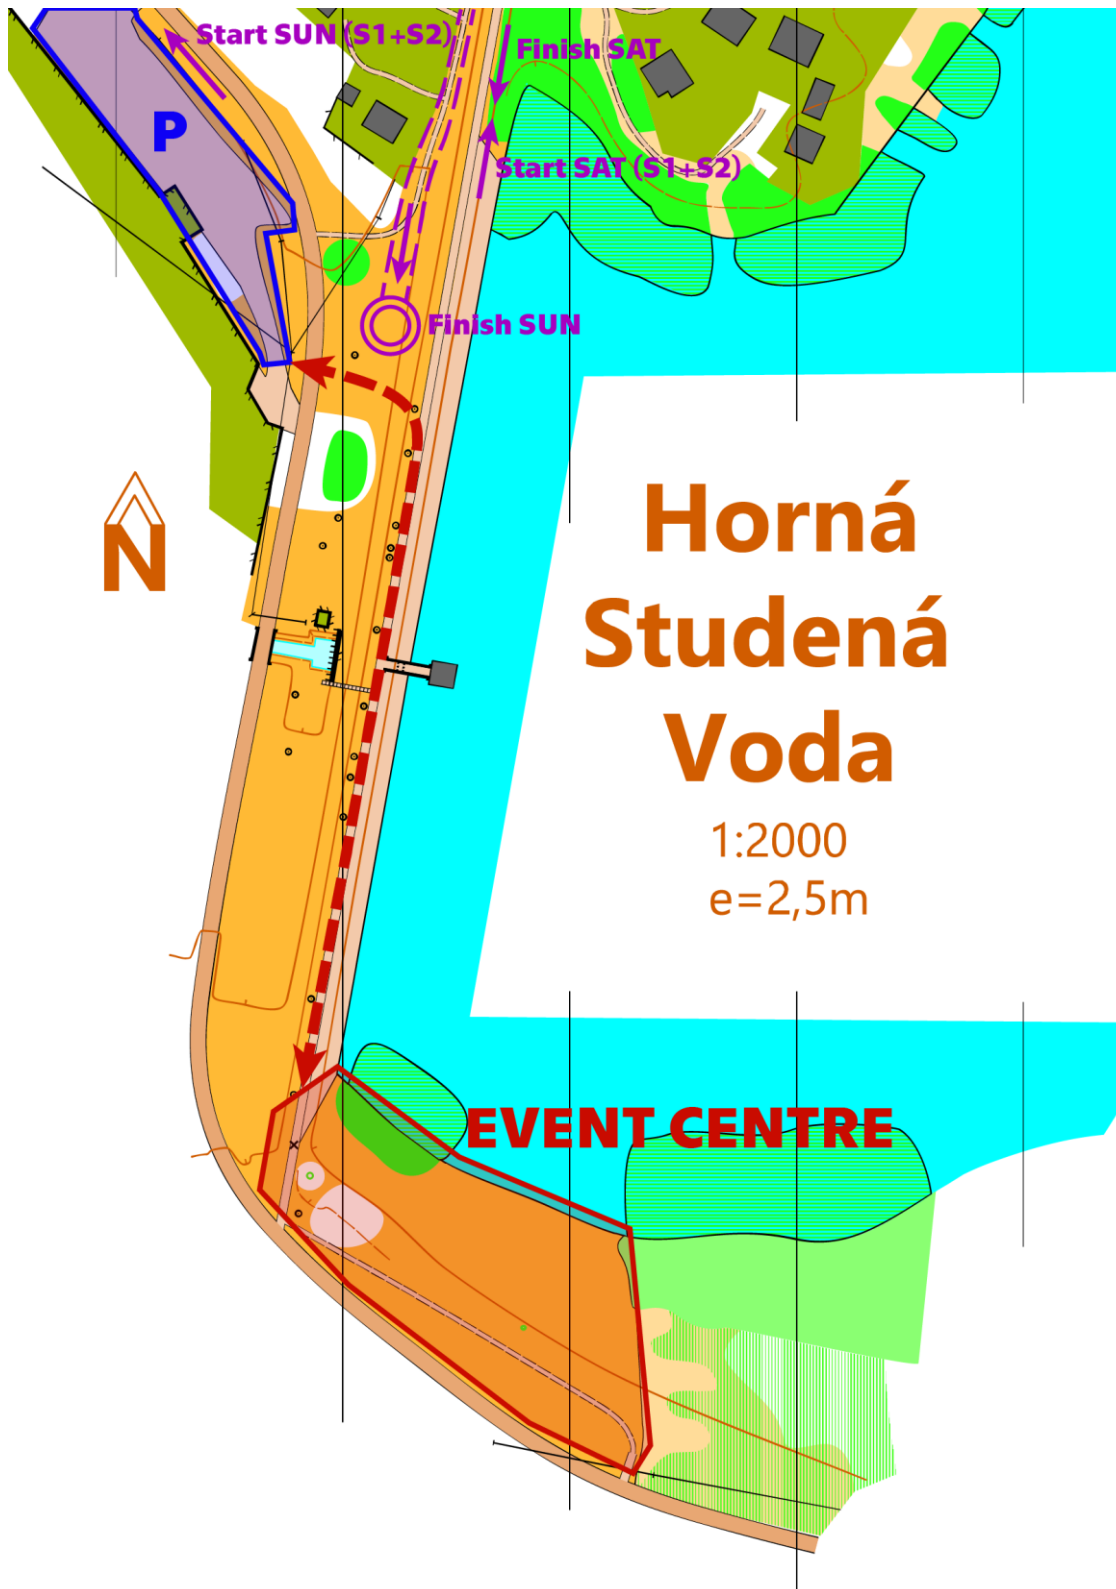 Start SUN (S1+S2)
Finish SAT
P
Start SAT (S1+S2)
Finish SUN
N
Horná
Studená
Voda
1:2000
e=2,5m
EVENT CENTRE